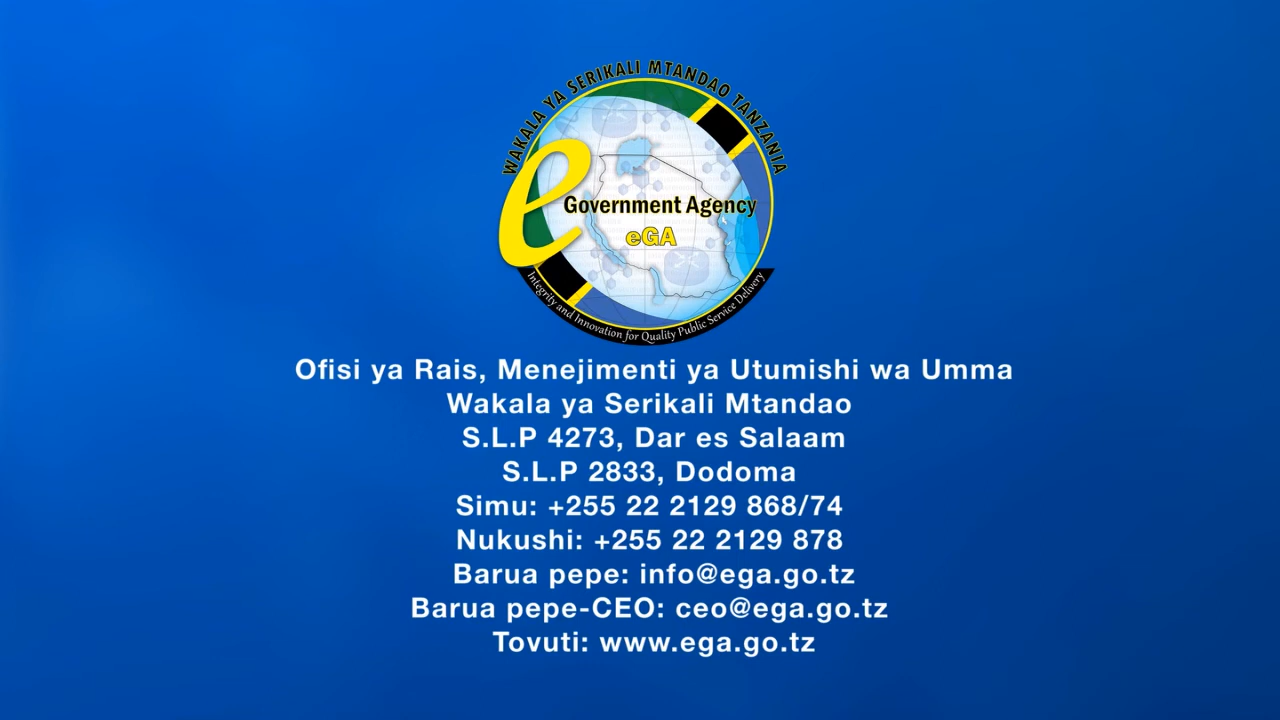 WAKALA YA SERIKALI MTANDAO TANZANIA
e
Government Agency
eGA
Integrity and Innovation for Quality Public Service Delivery
Ofisi ya Rais, Menejimenti ya Utumishi wa Umma
Wakala ya Serikali Mtandao
S.L.P 4273, Dar es Salaam
S.L.P 2833, Dodoma
Simu: +255 22 2129 868/74
Nukushi: +255 22 2129 878
Barua pepe: info@ega.go.tz
Barua pepe-CEO: ceo@ega.go.tz
Tovuti: www.ega.go.tz